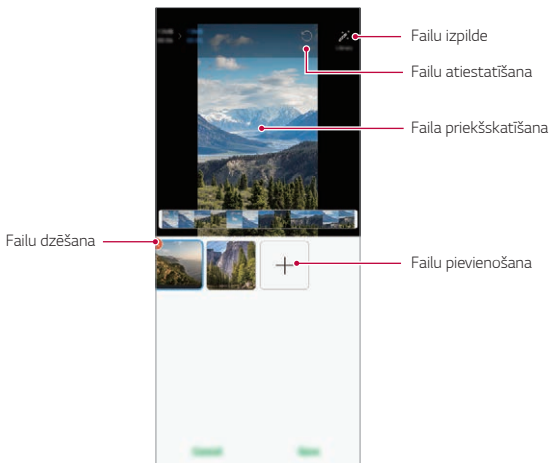 Failu izpilde
Failu atiestatīšana
Faila priekšskatīšana
Failu dzēšana
Failu pievienošana